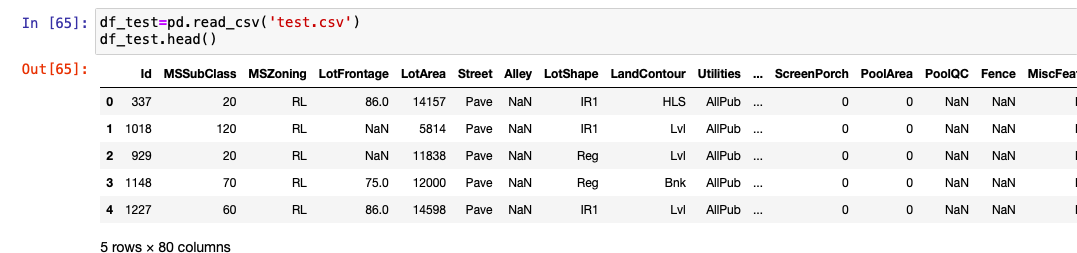 In [65]: df_test=pd.read_csv('test.csv')
df_test.head()
Out[65]:
Id MSSubClass MSZoning LotFrontage LotArea Street Alley LotShape LandContour Utilities ... ScreenPorch PoolArea PoolQC Fence MiscFeat
0 337 20 RL 86.0 14157 Pave NaN IR1 HLS AllPub ... 0 0 NaN NaN
1 1018 120 RL NaN 5814 Pave NaN IR1 Lvl AllPub ... 0 0 NaN NaN
2 929 20 RL NaN 11838 Pave NaN Reg Lvl AllPub ... 0 0 NaN NaN
3 1148 70 RL 75.0 12000 Pave NaN Reg Bnk AllPub ... 0 0 NaN NaN
4 1227 60 RL 86.0 14598 Pave NaN IR1 Lvl AllPub ... 0 0 NaN NaN
5 rows × 80 columns